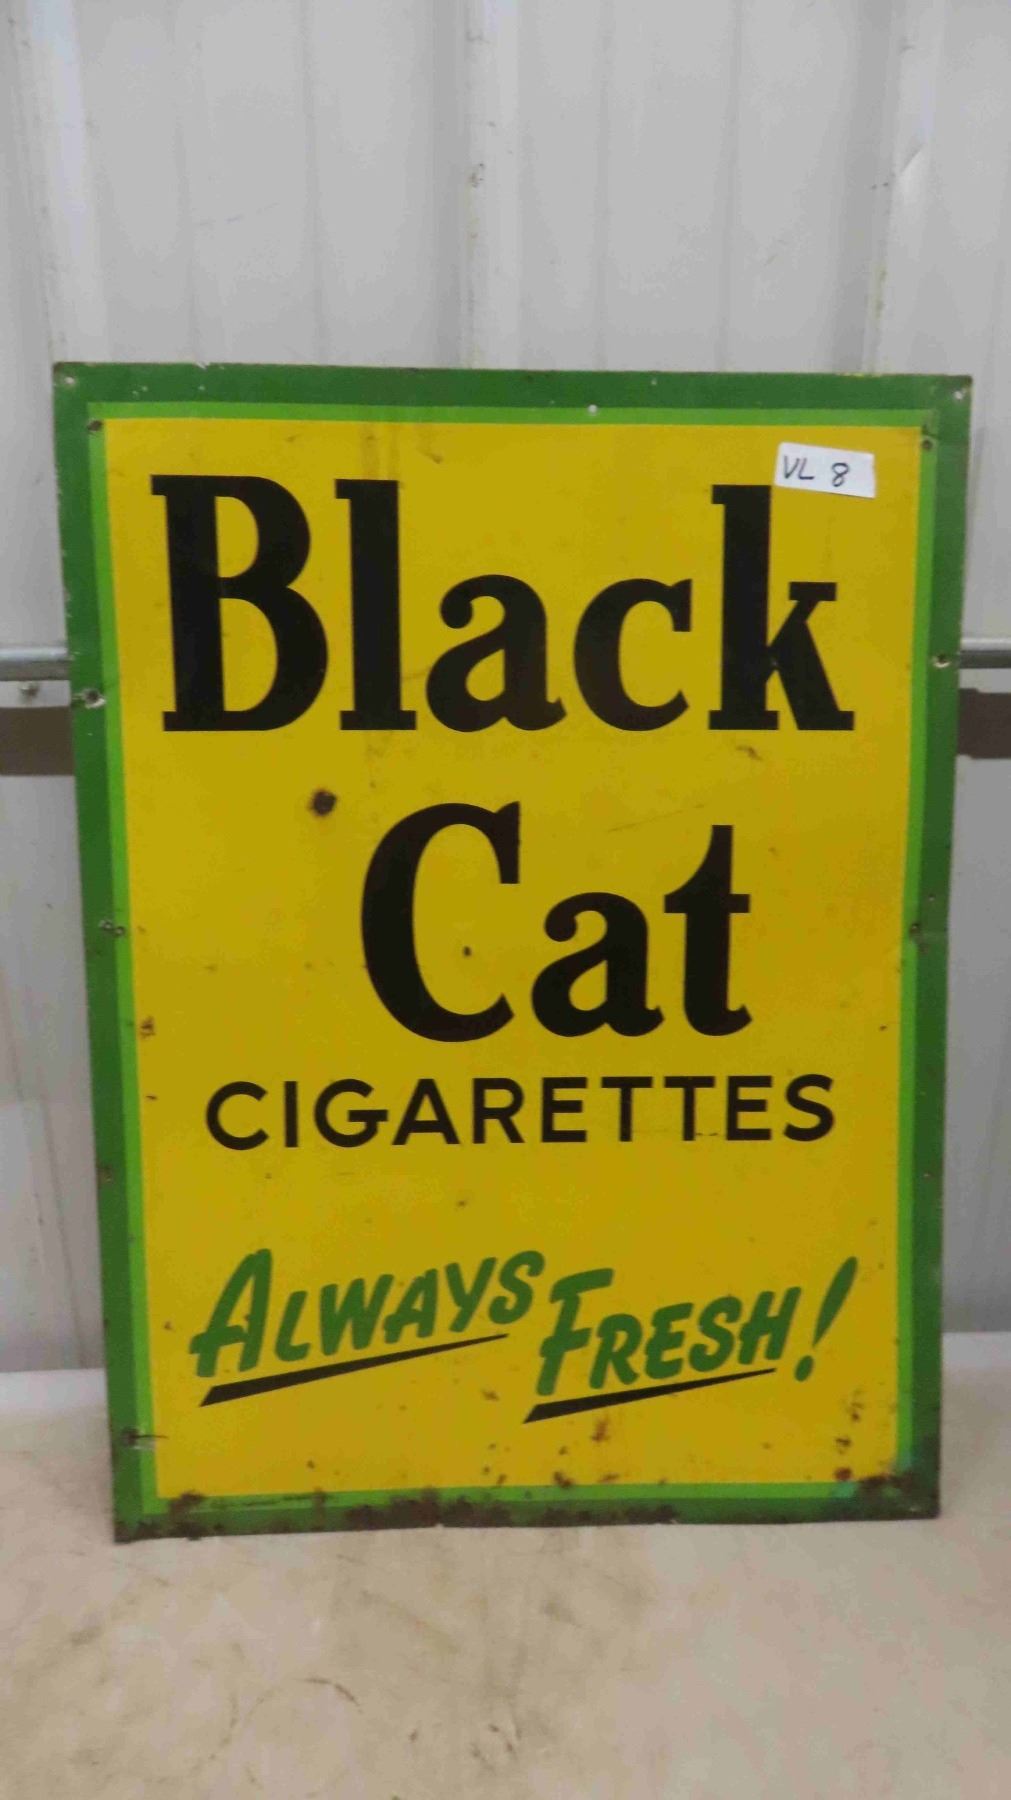 VL 8
Black
Cat
CIGARETTES
ALWAYS FRESH!